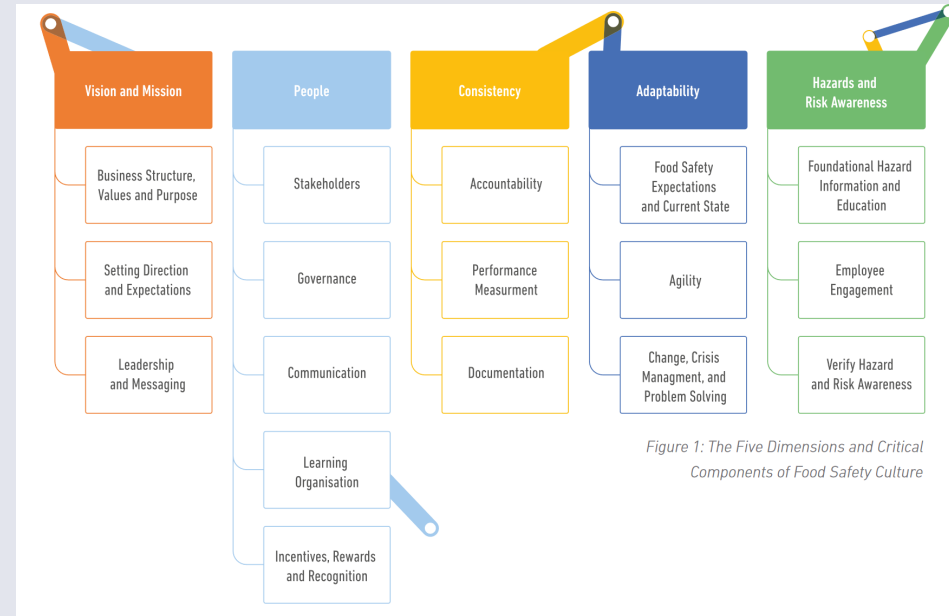 Vision and Mission
Business Structure,
Values and Purpose
Setting Direction
and Expectations
Leadership
and Messaging
People
Stakeholders
Governance
Communication
Learning
Organisation
Incentives, Rewards
and Recognition
Consistency
Accountability
Performance
Measurment
Documentation
Adaptability
Food Safety
Expectations
and Current State
Agility
Change, Crisis
Managment, and
Problem Solving
Hazards and
Risk Awareness
Foundational Hazard
Information and
Education
Employee
Engagement
Verify Hazard
and Risk Awareness
Figure 1: The Five Dimensions and Critical
Components of Food Safety Culture